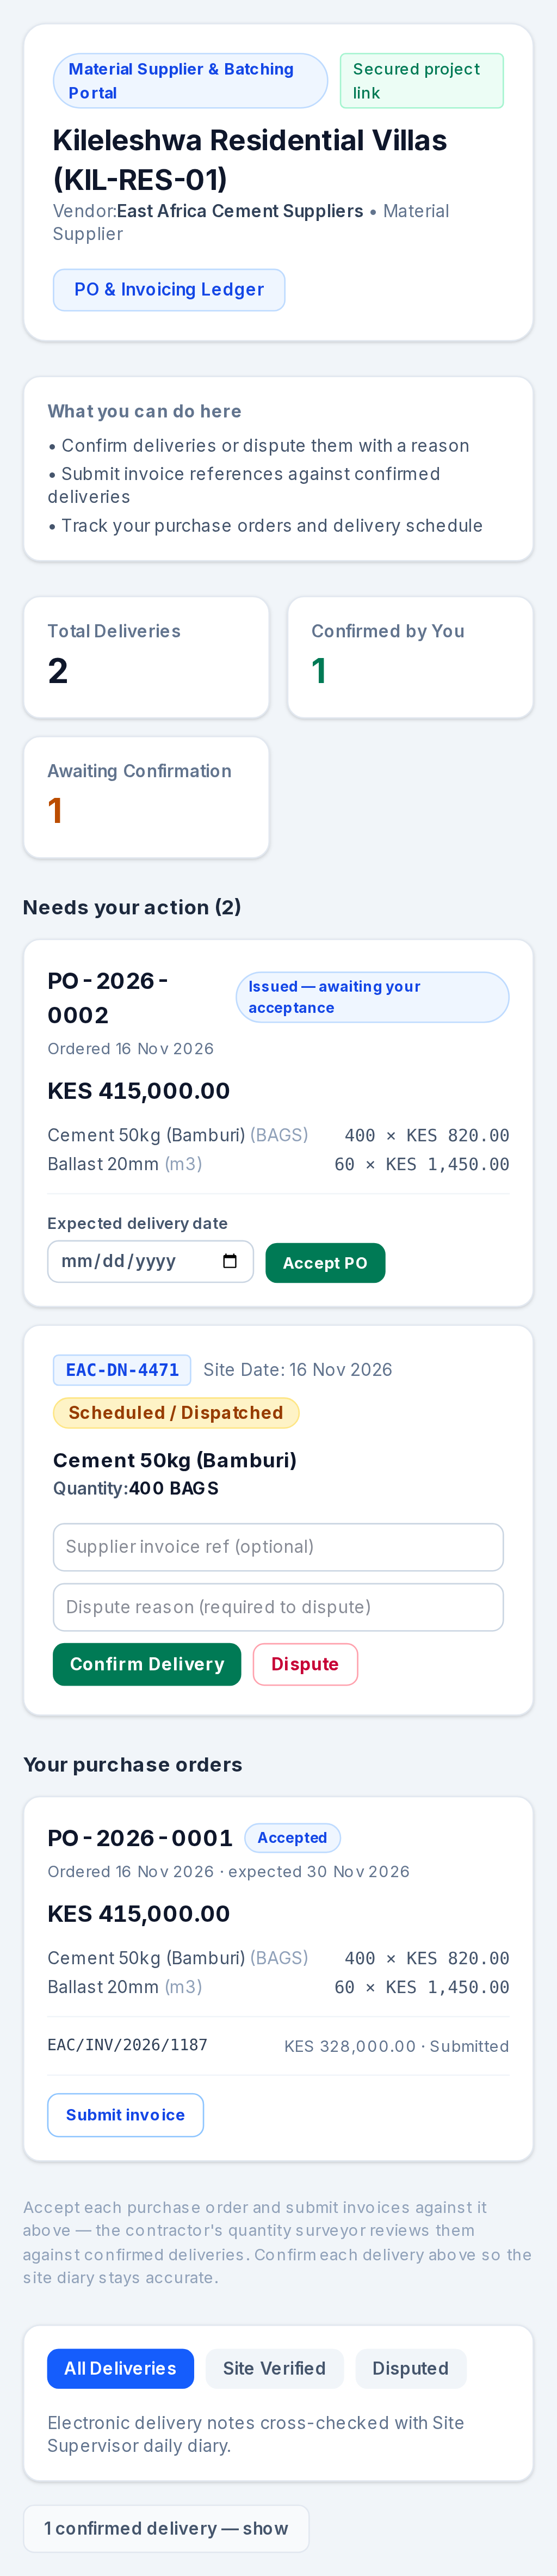 Material Supplier & Batching
Portal
Secured project
link
Kileleshwa Residential Villas
(KIL-RES-01)
Vendor:East Africa Cement Suppliers • Material
Supplier
PO & Invoicing Ledger
What you can do here
• Confirm deliveries or dispute them with a reason
• Submit invoice references against confirmed
deliveries
• Track your purchase orders and delivery schedule
Total Deliveries
2
Confirmed by You
1
Awaiting Confirmation
1
Needs your action (2)
PO-2026-
0002
Issued — awaiting your
acceptance
Ordered 16 Nov 2026
KES 415,000.00
Cement 50kg (Bamburi) (BAGS) 400 × KES 820.00
Ballast 20mm (m3) 60 × KES 1,450.00
Expected delivery date
mm/dd/yyyy
Accept PO
EAC-DN-4471 Site Date: 16 Nov 2026
Scheduled / Dispatched
Cement 50kg (Bamburi)
Quantity:400 BAGS
Supplier invoice ref (optional)
Dispute reason (required to dispute)
Confirm Delivery Dispute
Your purchase orders
PO-2026-0001 Accepted
Ordered 16 Nov 2026 · expected 30 Nov 2026
KES 415,000.00
Cement 50kg (Bamburi) (BAGS) 400 × KES 820.00
Ballast 20mm (m3) 60 × KES 1,450.00
EAC/INV/2026/1187 KES 328,000.00 · Submitted
Submit invoice
Accept each purchase order and submit invoices against it
above — the contractor's quantity surveyor reviews them
against confirmed deliveries. Confirm each delivery above so the
site diary stays accurate.
All Deliveries Site Verified Disputed
Electronic delivery notes cross-checked with Site
Supervisor daily diary.
1 confirmed delivery — show